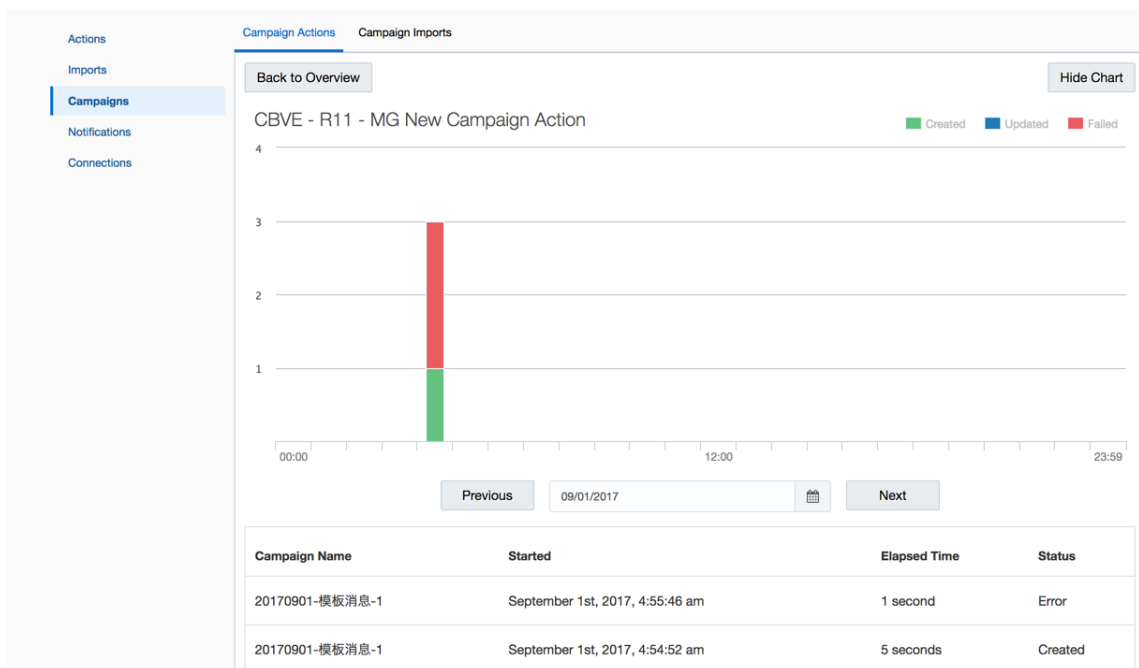 Actions
Imports
Campaigns
Notifications
Connections
Campaign Actions Campaign Imports
Back to Overview Hide Chart
CBVE - R11 - MG New Campaign Action
Created Updated Failed
4
3
2
1
00:00 12:00 23:59
Previous 09/01/2017 Next
Campaign Name Started Elapsed Time Status
20170901-模板消息-1 September 1st, 2017, 4:55:46 am 1 second Error
20170901-模板消息-1 September 1st, 2017, 4:54:52 am 5 seconds Created